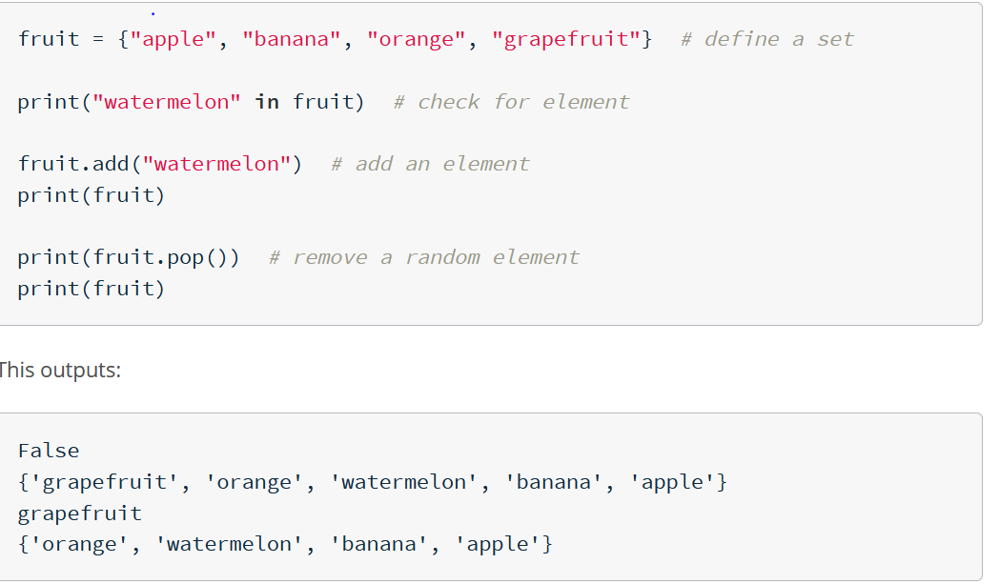 fruit = {"apple", "banana", "orange", "grapefruit"}  # define a set
print("watermelon" in fruit)  # check for element
fruit.add("watermelon")  # add an element
print(fruit)
print(fruit.pop())  # remove a random element
print(fruit)
This outputs:
False
{'grapefruit', 'orange', 'watermelon', 'banana', 'apple'}
grapefruit
{'orange', 'watermelon', 'banana', 'apple'}